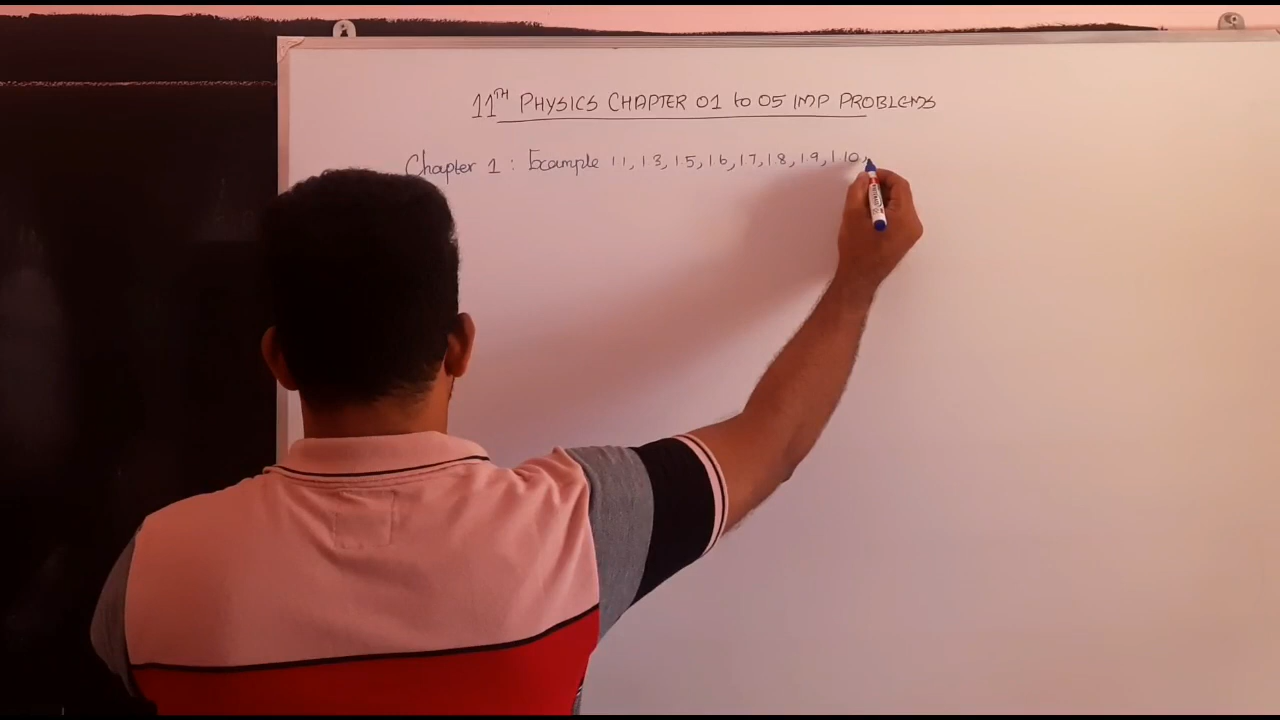 11TH PHYSICS CHAPTER 01 to 05 IMP PROBLEMS
Chapter 1 : Example 1 1, 1 3, 1 5, 1 6, 1 7, 1 8, 1 9, 1 10,